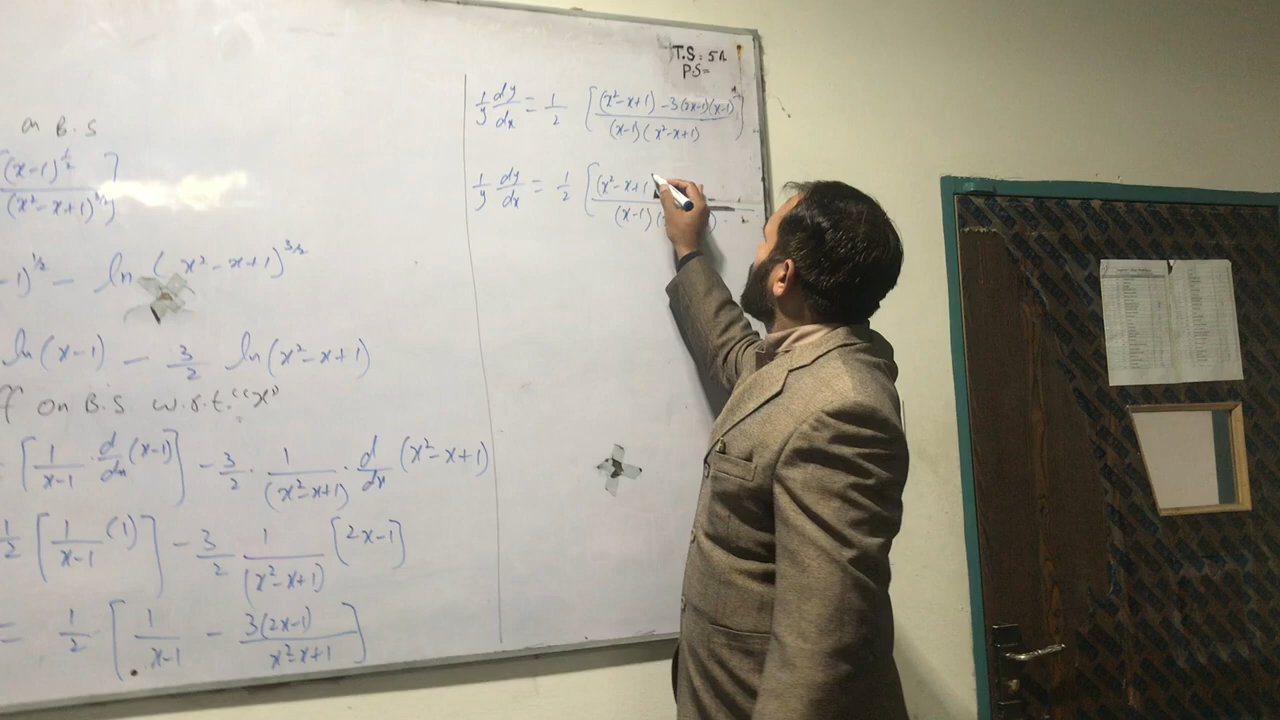 on B.S
[(x-1)^{1/2} / (x²-x+1)^{3/2}]
-1)^{1/2} - ln (x²-x+1)^{3/2}
ln(x-1) - 3/2 ln(x²-x+1)
ff on B.S w.r.t. "x"
= [1/(x-1) · d/dx (x-1)] - 3/2 · 1/(x²-x+1) · d/dx (x²-x+1)
1/2 [1/(x-1) (1)] - 3/2 1/(x²-x+1) [2x-1]
= 1/2 [1/(x-1) - 3(2x-1)/(x²-x+1)]
T.S = 51
P.S =
1/y dy/dx = 1/2 [((x²-x+1) - 3(2x-1)(x-1)) / ((x-1)(x²-x+1))]
1/y dy/dx = 1/2 [(x²-x+1 / (x-1)(